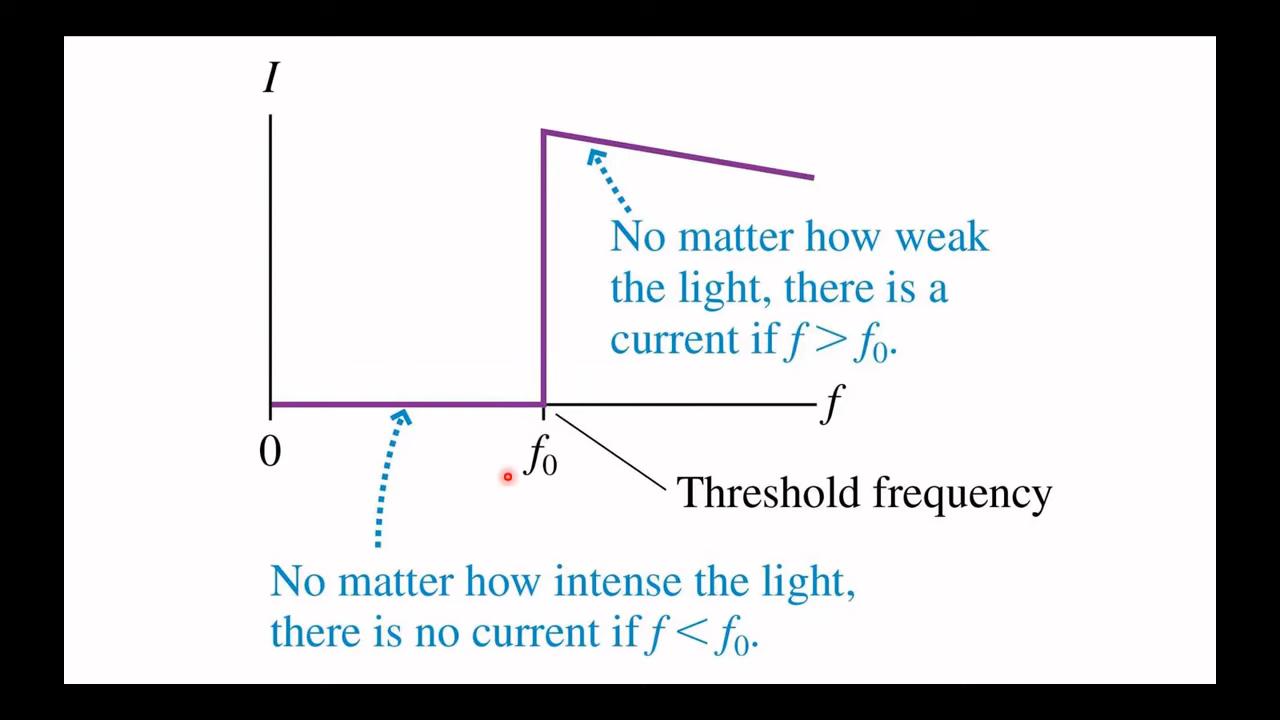 I
No matter how weak
the light, there is a
current if f > f₀.
f
0
f₀
Threshold frequency
No matter how intense the light,
there is no current if f < f₀.